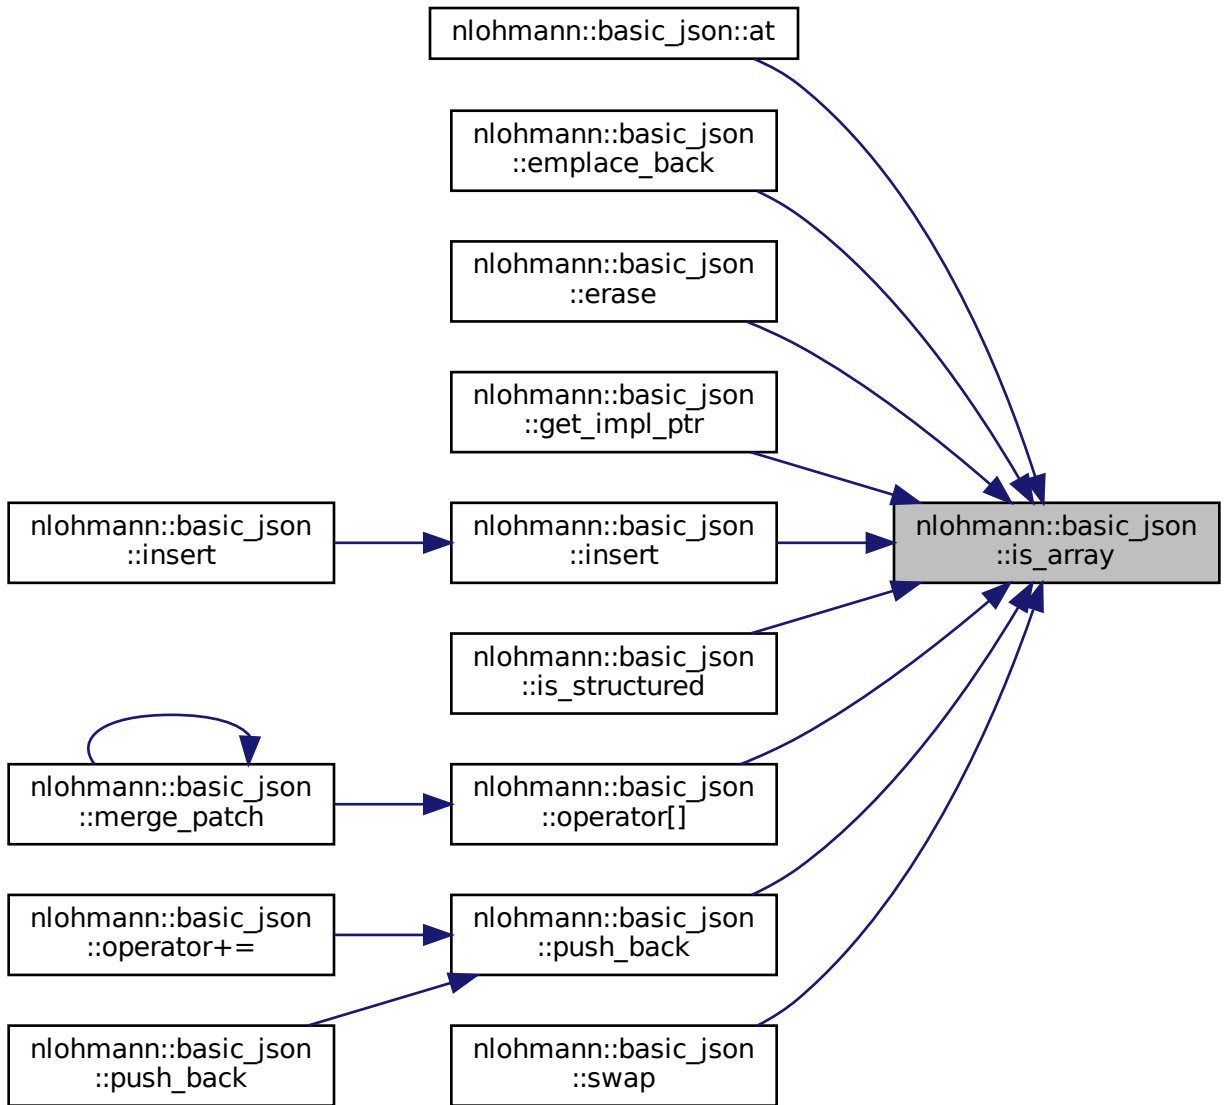 nlohmann::basic_json::at
nlohmann::basic_json
::emplace_back
nlohmann::basic_json
::erase
nlohmann::basic_json
::get_impl_ptr
nlohmann::basic_json
::insert
nlohmann::basic_json
::insert
nlohmann::basic_json
::is_array
nlohmann::basic_json
::is_structured
nlohmann::basic_json
::merge_patch
nlohmann::basic_json
::operator[]
nlohmann::basic_json
::operator+=
nlohmann::basic_json
::push_back
nlohmann::basic_json
::push_back
nlohmann::basic_json
::swap